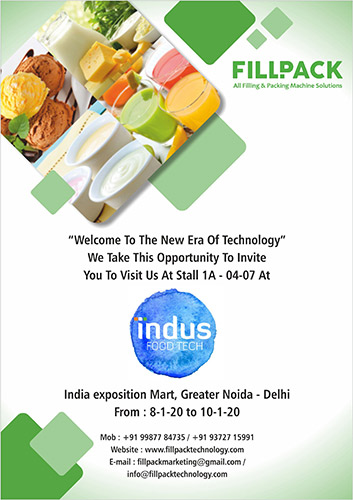 FILLPACK
All Filling & Packing Machine Solutions
“Welcome To The New Era Of Technology”
We Take This Opportunity To Invite
You To Visit Us At Stall 1A - 04-07 At
indus
FOOD TECH
India exposition Mart, Greater Noida - Delhi
From : 8-1-20 to 10-1-20
Mob : +91 99877 84735 / +91 93727 15991
Website : www.fillpacktechnology.com
E-mail : fillpackmarketing@gmail.com /
info@fillpacktechnology.com